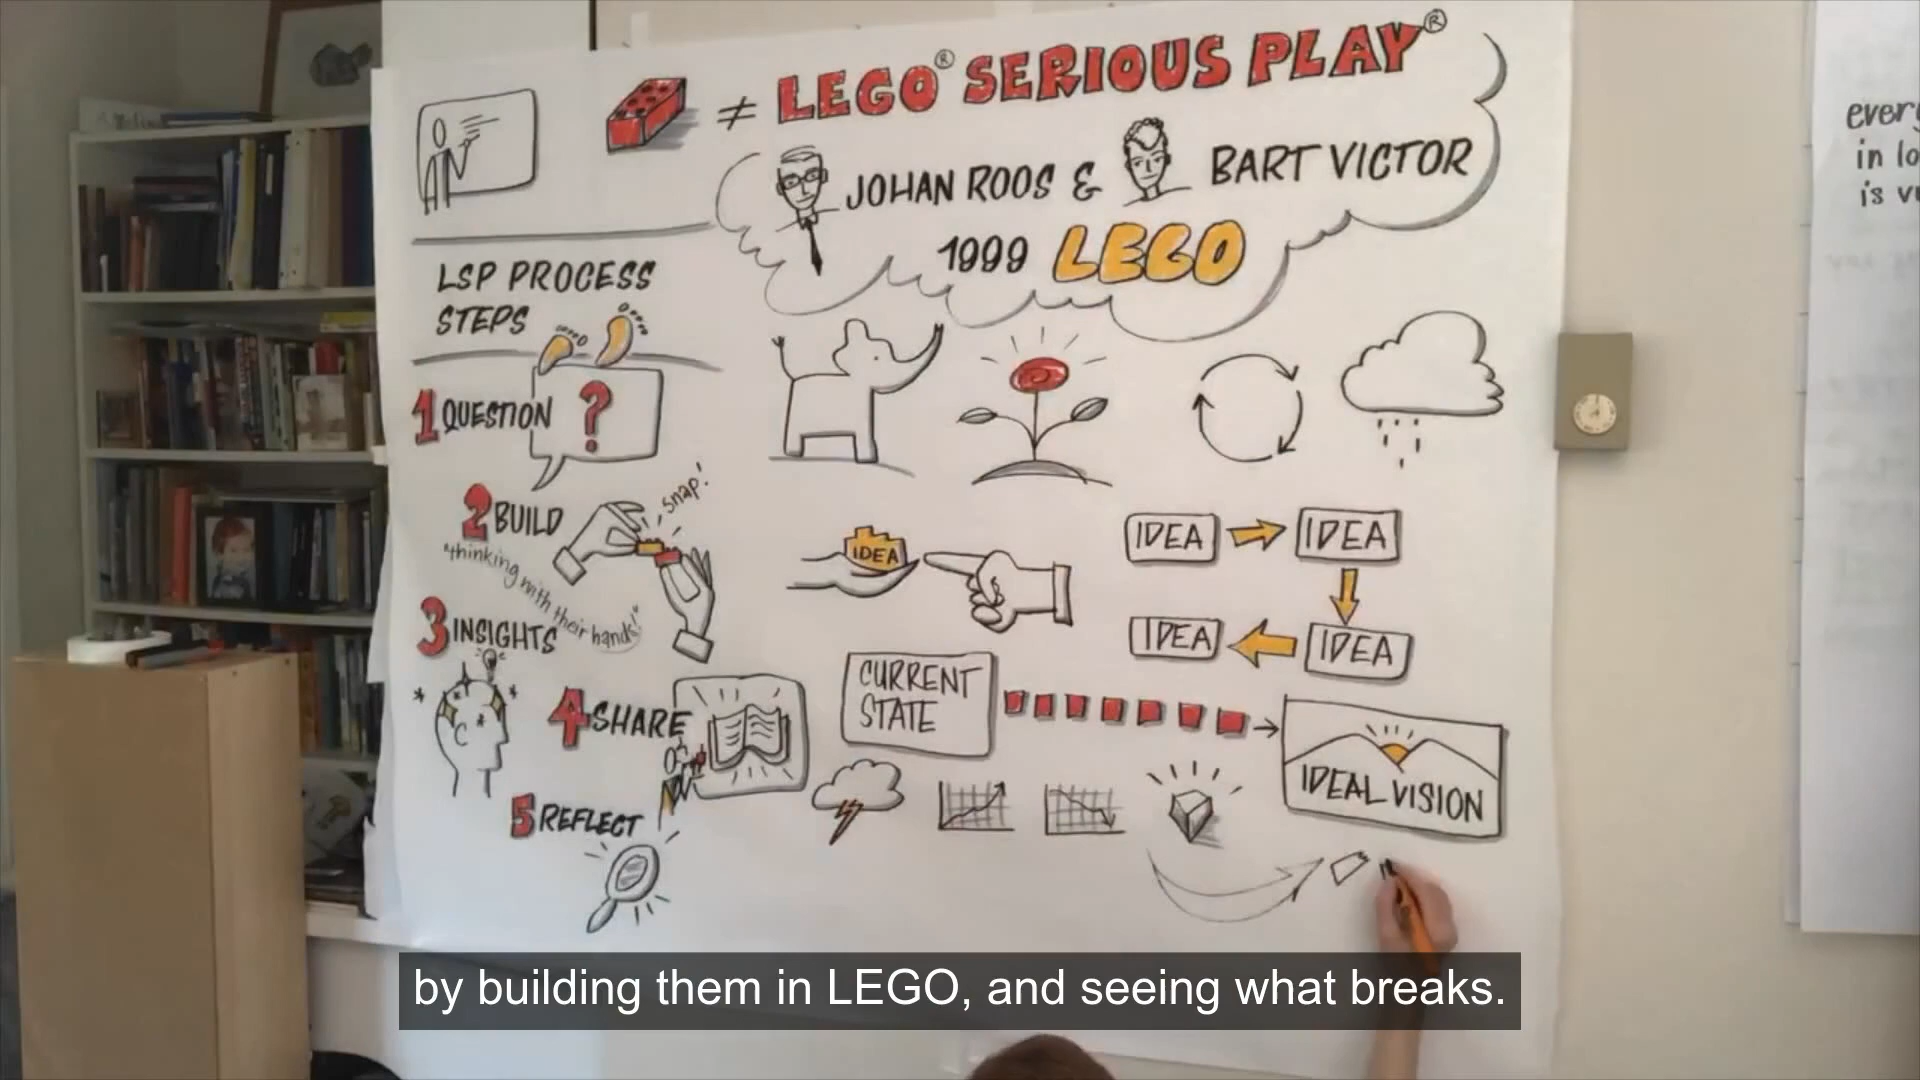 ≠ LEGO® SERIOUS PLAY®
JOHAN ROOS & BART VICTOR
1999 LEGO
LSP PROCESS
STEPS
1 QUESTION ?
2 BUILD
snap!
"thinking with their hands"
3 INSIGHTS
4 SHARE
5 REFLECT
IDEA
IDEA IDEA
IDEA IDEA
CURRENT
STATE
IDEAL VISION
every
in lo
is
by building them in LEGO, and seeing what breaks.